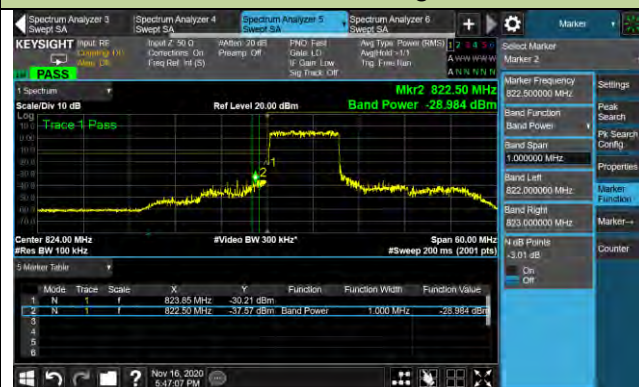 Spectrum Analyzer 3
Swept SA
Spectrum Analyzer 4
Swept SA
Spectrum Analyzer 5
Swept SA
Spectrum Analyzer 6
Swept SA
Marker
KEYSIGHT
Input: RF
Input Z: 50 Ω
Corrections: On
Freq Ref: Int (S)
#Atten: 20 dB
Preamp: Off
PNO: Fast
Gate: LO
IF Gain: Low
Sig Track: Off
Avg Type: Power (RMS)
Avg|Hold:>1/1
Trig: Free Run
1 2 3 4 5 6
A W W W W W
A N N N N N
PASS
1 Spectrum
Scale/Div 10 dB
Ref Level 20.00 dBm
Mkr2 822.50 MHz
Band Power -28.984 dBm
Log
Trace 1 Pass
Center 824.00 MHz
#Res BW 100 kHz
#Video BW 300 kHz*
Span 60.00 MHz
#Sweep 200 ms (2001 pts)
5 Marker Table
Mode Trace Scale X Y Function Function Width Function Value
1 N 1 f 823.85 MHz -30.21 dBm
2 N 1 f 822.50 MHz -37.57 dBm Band Power 1.000 MHz -28.984 dBm
3
4
5
6
Nov 16, 2020
5:47:07 PM
Select Marker
Marker 2
Marker Frequency
822.500000 MHz
Band Function
Band Power
Band Span
1.000000 MHz
Band Left
822.000000 MHz
Band Right
823.000000 MHz
N dB Points
-3.01 dB
On
Off
Settings
Peak
Search
Pk Search
Config
Properties
Marker
Function
Marker→
Counter